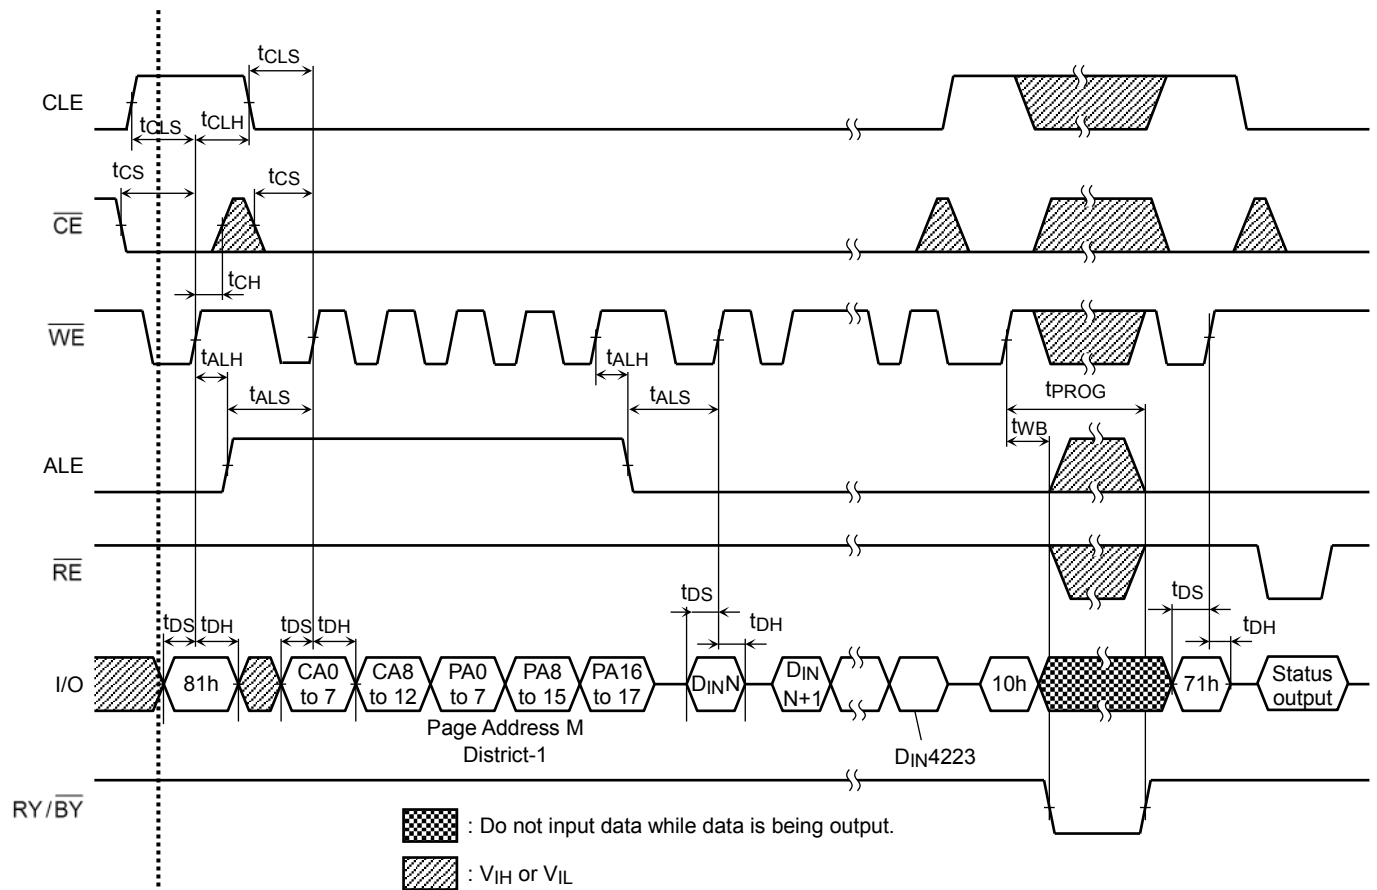 tCLS
CLE
tCLS
tCLH
tCS
tCS
CE
tCH
WE
tALH
tALH
tALS
tALS
tPROG
tWB
ALE
RE
tDS
tDH
tDS
tDH
tDS
tDH
tDS
tDH
I/O
81h
CA0 to 7
CA8 to 12
PA0 to 7
PA8 to 15
PA16 to 17
DINN
DIN N+1
10h
71h
Status output
Page Address M
District-1
DIN4223
RY/BY
: Do not input data while data is being output.
: VIH or VIL